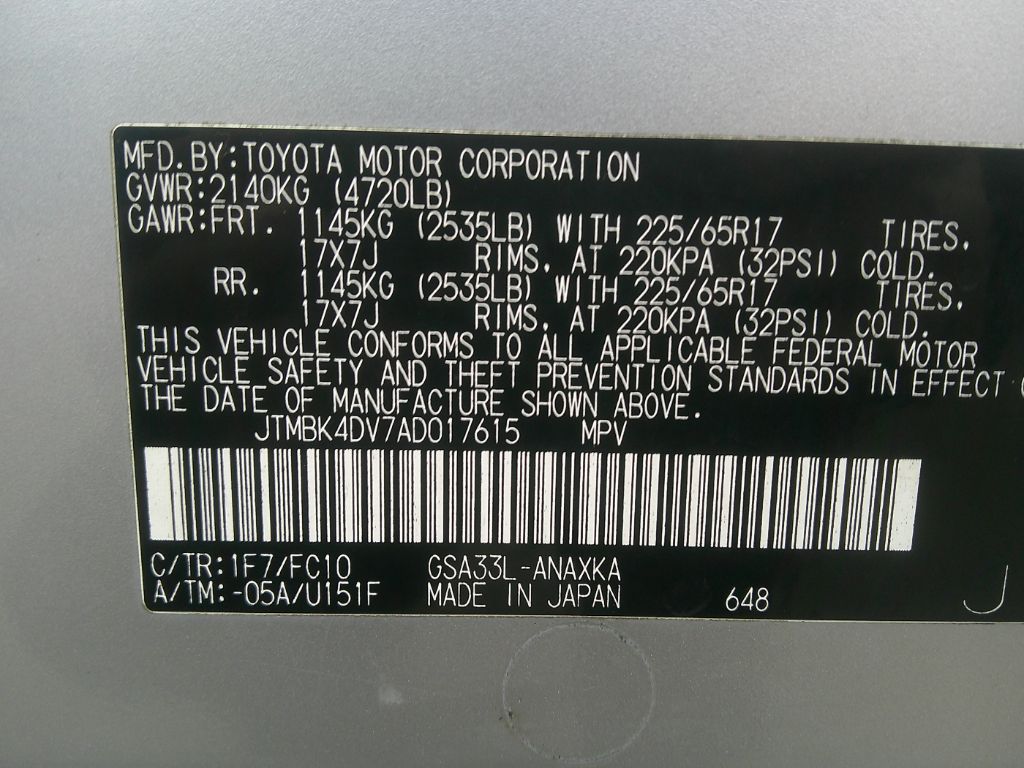 MFD.BY:TOYOTA MOTOR CORPORATION
GVWR:2140KG (4720LB)
GAWR:FRT. 1145KG (2535LB) WITH 225/65R17 TIRES,
17X7J RIMS, AT 220KPA (32PSI) COLD.
RR. 1145KG (2535LB) WITH 225/65R17 TIRES,
17X7J RIMS, AT 220KPA (32PSI) COLD.
THIS VEHICLE CONFORMS TO ALL APPLICABLE FEDERAL MOTOR
VEHICLE SAFETY AND THEFT PREVENTION STANDARDS IN EFFECT
THE DATE OF MANUFACTURE SHOWN ABOVE.
JTMBK4DV7AD017615 MPV
C/TR:1F7/FC10 GSA33L-ANAXKA
A/TM:-05A/U151F MADE IN JAPAN 648 J